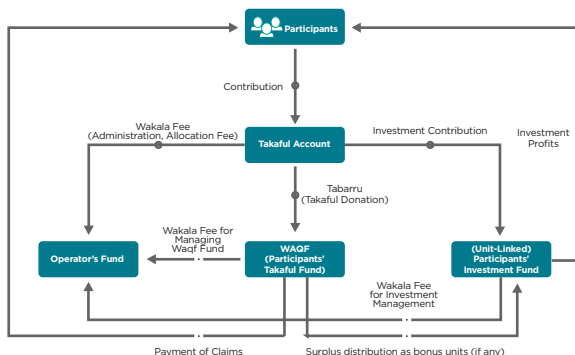 Participants
Contribution
Wakala Fee
(Administration, Allocation Fee)
Takaful Account
Investment Contribution
Investment
Profits
Tabarru
(Takaful Donation)
Wakala Fee for
Managing
Waqf Fund
Operator's Fund
WAQF
(Participants'
Takaful Fund)
(Unit-Linked)
Participants'
Investment Fund
Wakala Fee
for Investment
Management
Payment of Claims
Surplus distribution as bonus units (if any)